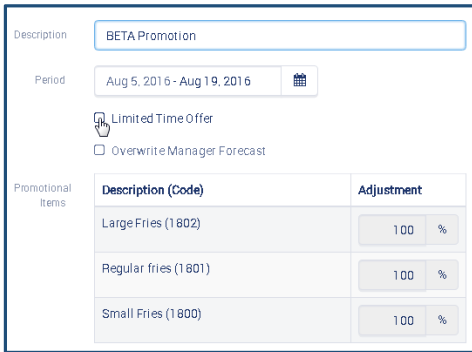 Description BETA Promotion
Period Aug 5, 2016 - Aug 19, 2016
Limited Time Offer
Overwrite Manager Forecast
Promotional Items
Description (Code) Adjustment
Large Fries (1802) 100 %
Regular fries (1801) 100 %
Small Fries (1800) 100 %